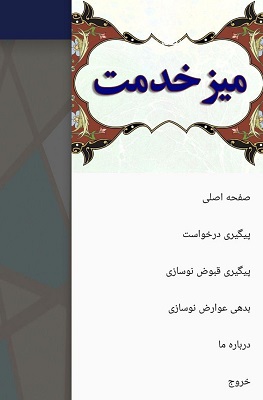 میز خدمت
صفحه اصلی
پیگیری درخواست
پیگیری قبوض نوسازی
بدهی عوارض نوسازی
درباره ما
خروج